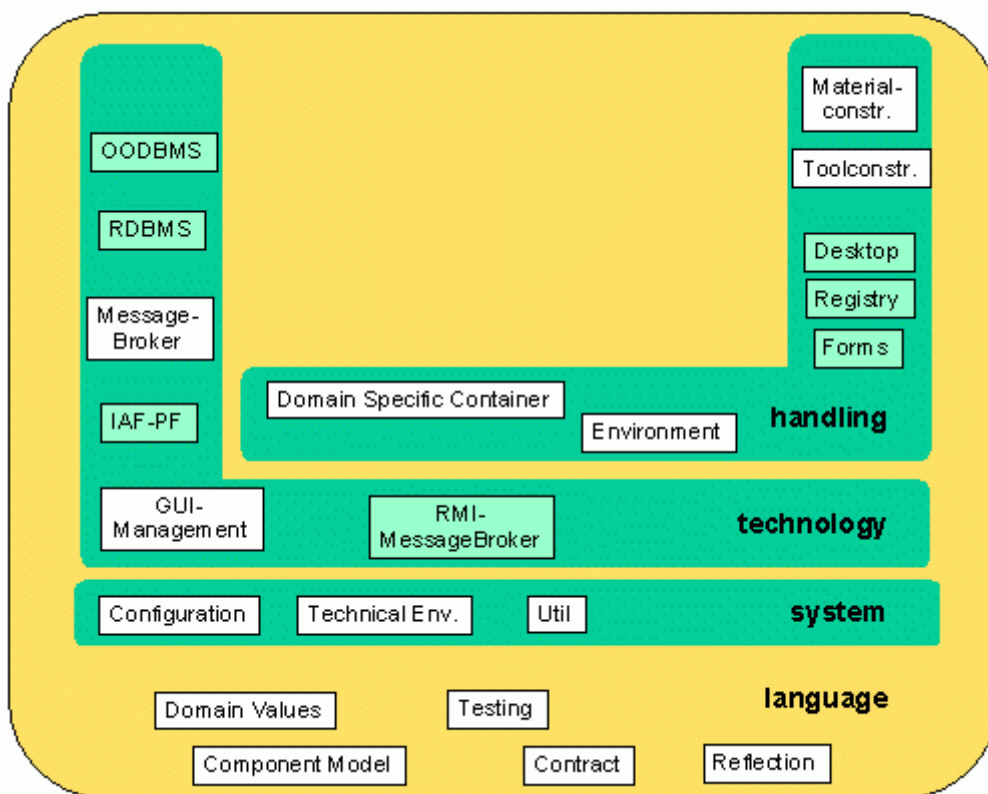 Material-
constr.
OODBMS
Toolconstr.
RDBMS
Desktop
Registry
Message-
Broker
Forms
Domain Specific Container
IAF-PF
Environment
handling
GUI-
Management
RMI-
MessageBroker
technology
Configuration
Technical Env.
Util
system
language
Domain Values
Testing
Component Model
Contract
Reflection